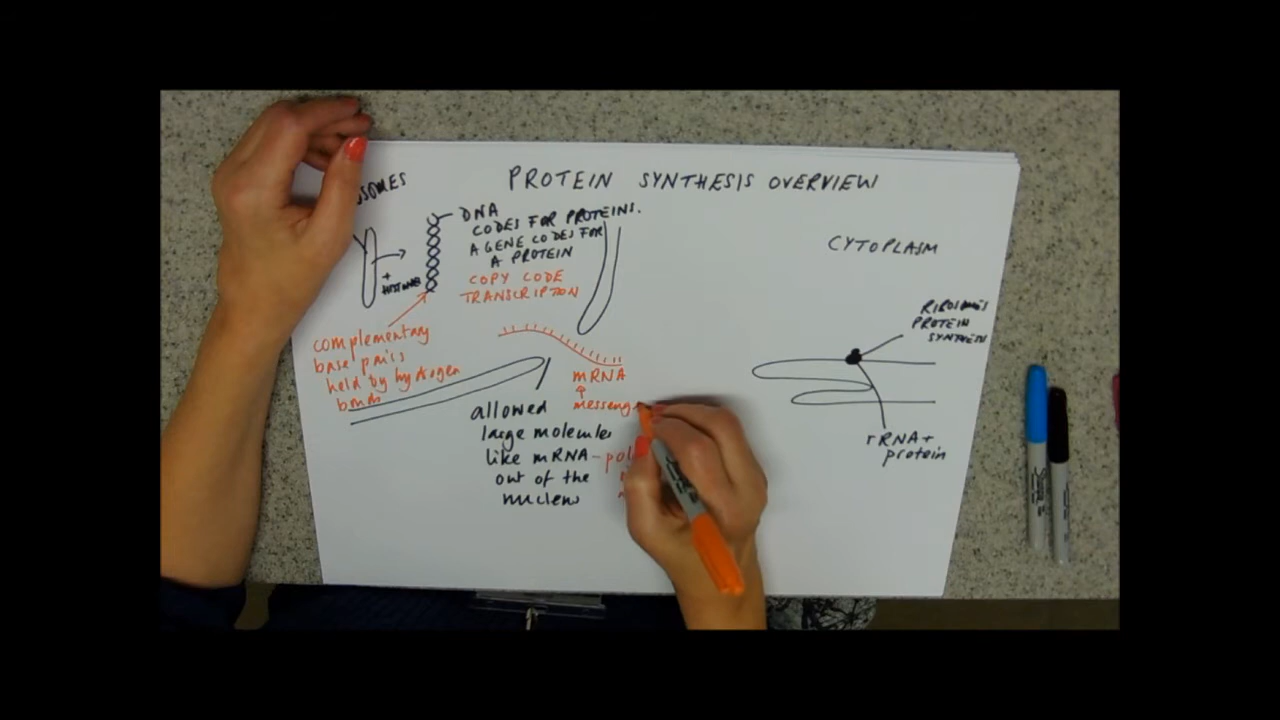 PROTEIN SYNTHESIS OVERVIEW
DNA
CODES FOR PROTEINS.
A GENE CODES FOR
A PROTEIN
COPY CODE
TRANSCRIPTION
+
complementary
base pairs
held by hydrogen
bonds
mRNA
messeng
allowed
large molecules
like mRNA - pol
out of the
nucleus
CYTOPLASM
RIBOSOMES
PROTEIN
SYNTHESIS
rRNA +
protein